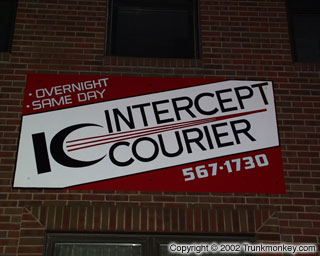 · OVERNIGHT
· SAME DAY
IC INTERCEPT
COURIER
567·1730
Copyright © 2002 Trunkmonkey.com